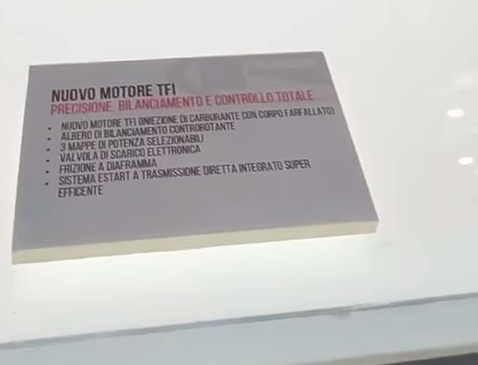 NUOVO MOTORE TFI
PRECISIONE, BILANCIAMENTO E CONTROLLO TOTALE
• NUOVO MOTORE TFI (INIEZIONE DI CARBURANTE CON CORPO FARFALLATO)
• ALBERO DI BILANCIAMENTO CONTROROTANTE
• 3 MAPPE DI POTENZA SELEZIONABILI
• VALVOLA DI SCARICO ELETTRONICA
• FRIZIONE A DIAFRAMMA
• SISTEMA ESTART A TRASMISSIONE DIRETTA INTEGRATO SUPER
EFFICENTE